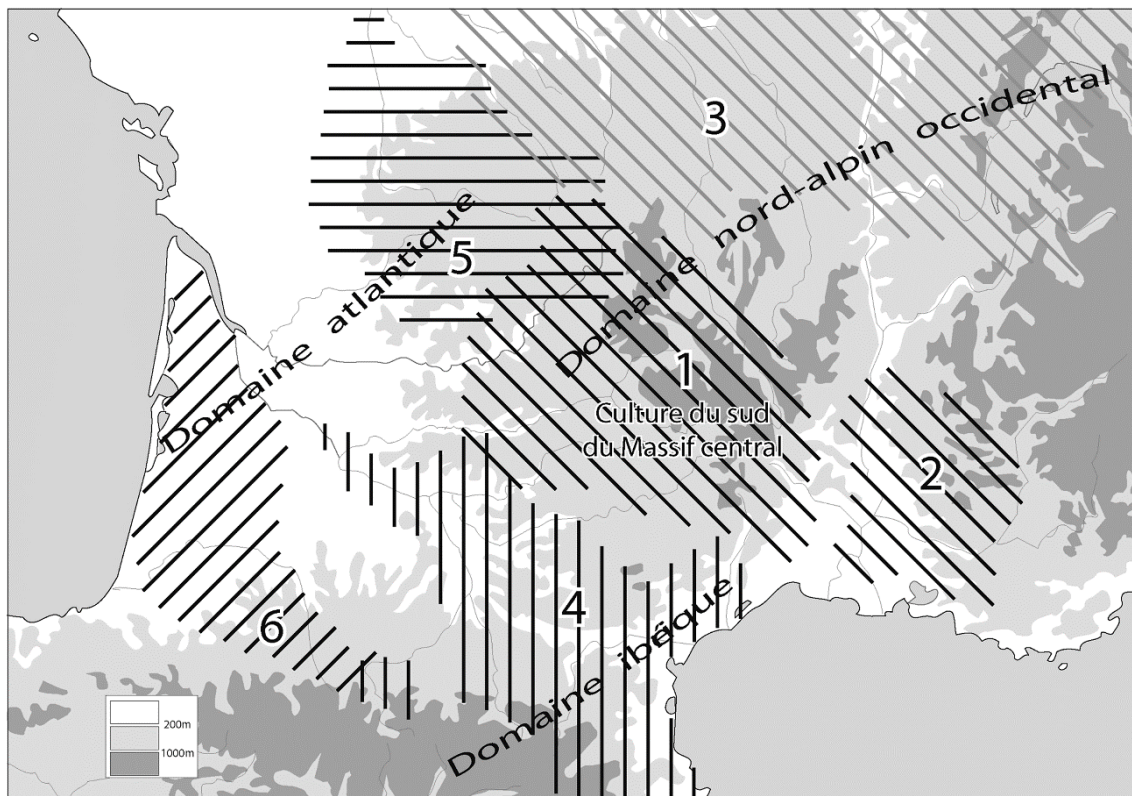 3
Domaine nord-alpin occidental
5
Domaine atlantique
1
Culture du sud
du Massif central
2
4
6
Domaine ibérique
200m
1000m